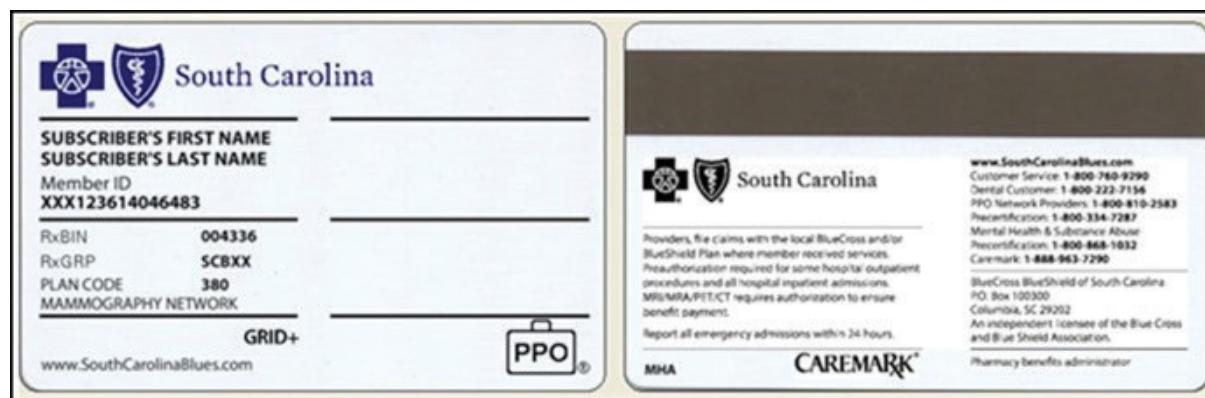 South Carolina
SUBSCRIBER'S FIRST NAME
SUBSCRIBER'S LAST NAME
Member ID
XXX123614046483
RxBIN 004336
RxGRP SCBXX
PLAN CODE 380
MAMMOGRAPHY NETWORK
GRID+
PPO
www.SouthCarolinaBlues.com
South Carolina
Providers, file claims with the local BlueCross and/or
BlueShield Plan where member received services.
Preauthorization required for some hospital outpatient
procedures and all hospital inpatient admissions.
MRI/MRA/PET/CT requires authorization to ensure
benefit payment.
Report all emergency admissions within 24 hours.
MHA
CAREMARK
www.SouthCarolinaBlues.com
Customer Service: 1-800-760-9290
Dental Customer: 1-800-222-7156
PPO Network Providers: 1-800-810-2583
Precertification: 1-800-334-7287
Mental Health & Substance Abuse
Precertification: 1-800-868-1032
Caremark: 1-888-963-7290
BlueCross BlueShield of South Carolina
P.O. Box 100300
Columbia, SC 29202
An independent licensee of the Blue Cross
and Blue Shield Association.
Pharmacy benefits administrator